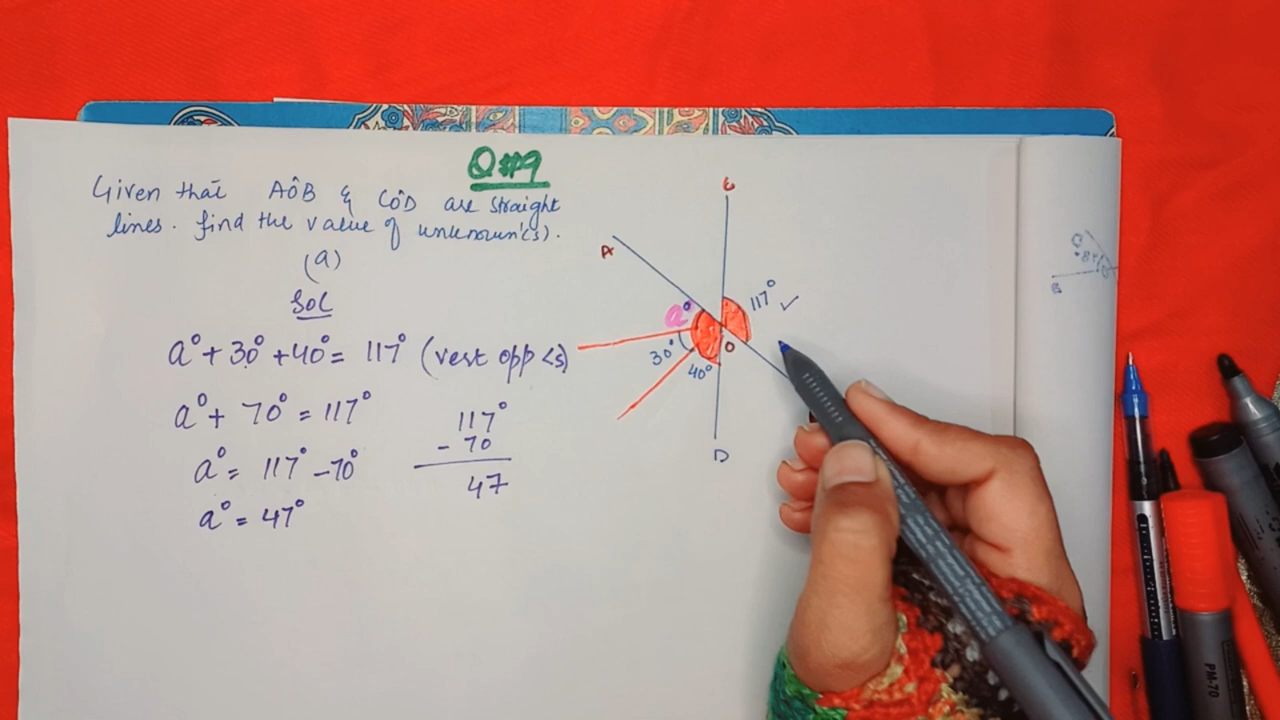 Q#9
Given that AÔB & CÔD are straight
lines. find the value of unknown(s).
(a)
Sol
a° + 30° + 40° = 117° (vert opp <s)
a° + 70° = 117°
a° = 117° - 70°
a° = 47°
117°
- 70
47
C
A
a°
117° ✓
30°
40°
O
D
PM-70